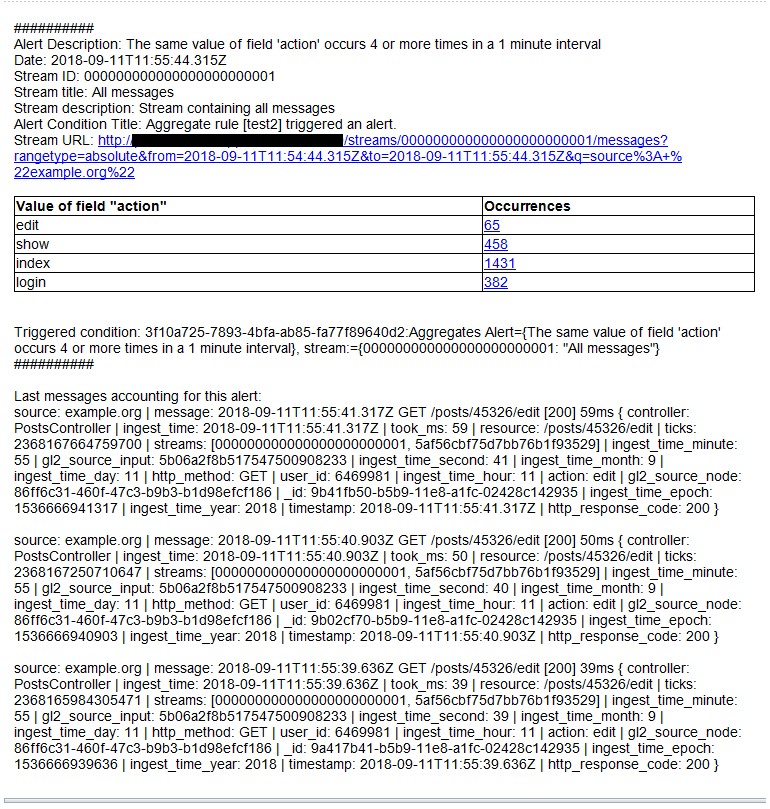 ##########
Alert Description: The same value of field 'action' occurs 4 or more times in a 1 minute interval
Date: 2018-09-11T11:55:44.315Z
Stream ID: 000000000000000000000001
Stream title: All messages
Stream description: Stream containing all messages
Alert Condition Title: Aggregate rule [test2] triggered an alert.
Stream URL: http:/ /streams/000000000000000000000001/messages?
rangetype=absolute&from=2018-09-11T11:54:44.315Z&to=2018-09-11T11:55:44.315Z&q=source%3A+%
22example.org%22
Value of field "action" Occurrences
edit 65
show 458
index 1431
login 382
Triggered condition: 3f10a725-7893-4bfa-ab85-fa77f89640d2:Aggregates Alert={The same value of field 'action'
occurs 4 or more times in a 1 minute interval}, stream:={000000000000000000000001: "All messages"}
##########
Last messages accounting for this alert:
source: example.org | message: 2018-09-11T11:55:41.317Z GET /posts/45326/edit [200] 59ms { controller:
PostsController | ingest_time: 2018-09-11T11:55:41.317Z | took_ms: 59 | resource: /posts/45326/edit | ticks:
2368167664759700 | streams: [000000000000000000000001, 5af56cbf75d7bb76b1f93529] | ingest_time_minute:
55 | gl2_source_input: 5b06a2f8b517547500908233 | ingest_time_second: 41 | ingest_time_month: 9 |
ingest_time_day: 11 | http_method: GET | user_id: 6469981 | ingest_time_hour: 11 | action: edit | gl2_source_node:
86ff6c31-460f-47c3-b9b3-b1d98efcf186 | _id: 9b41fb50-b5b9-11e8-a1fc-02428c142935 | ingest_time_epoch:
1536666941317 | ingest_time_year: 2018 | timestamp: 2018-09-11T11:55:41.317Z | http_response_code: 200 }
source: example.org | message: 2018-09-11T11:55:40.903Z GET /posts/45326/edit [200] 50ms { controller:
PostsController | ingest_time: 2018-09-11T11:55:40.903Z | took_ms: 50 | resource: /posts/45326/edit | ticks:
2368167250710647 | streams: [000000000000000000000001, 5af56cbf75d7bb76b1f93529] | ingest_time_minute:
55 | gl2_source_input: 5b06a2f8b517547500908233 | ingest_time_second: 40 | ingest_time_month: 9 |
ingest_time_day: 11 | http_method: GET | user_id: 6469981 | ingest_time_hour: 11 | action: edit | gl2_source_node:
86ff6c31-460f-47c3-b9b3-b1d98efcf186 | _id: 9b02cf70-b5b9-11e8-a1fc-02428c142935 | ingest_time_epoch:
1536666940903 | ingest_time_year: 2018 | timestamp: 2018-09-11T11:55:40.903Z | http_response_code: 200 }
source: example.org | message: 2018-09-11T11:55:39.636Z GET /posts/45326/edit [200] 39ms { controller:
PostsController | ingest_time: 2018-09-11T11:55:39.636Z | took_ms: 39 | resource: /posts/45326/edit | ticks:
2368165984305471 | streams: [000000000000000000000001, 5af56cbf75d7bb76b1f93529] | ingest_time_minute:
55 | gl2_source_input: 5b06a2f8b517547500908233 | ingest_time_second: 39 | ingest_time_month: 9 |
ingest_time_day: 11 | http_method: GET | user_id: 6469981 | ingest_time_hour: 11 | action: edit | gl2_source_node:
86ff6c31-460f-47c3-b9b3-b1d98efcf186 | _id: 9a417b41-b5b9-11e8-a1fc-02428c142935 | ingest_time_epoch:
1536666939636 | ingest_time_year: 2018 | timestamp: 2018-09-11T11:55:39.636Z | http_response_code: 200 }